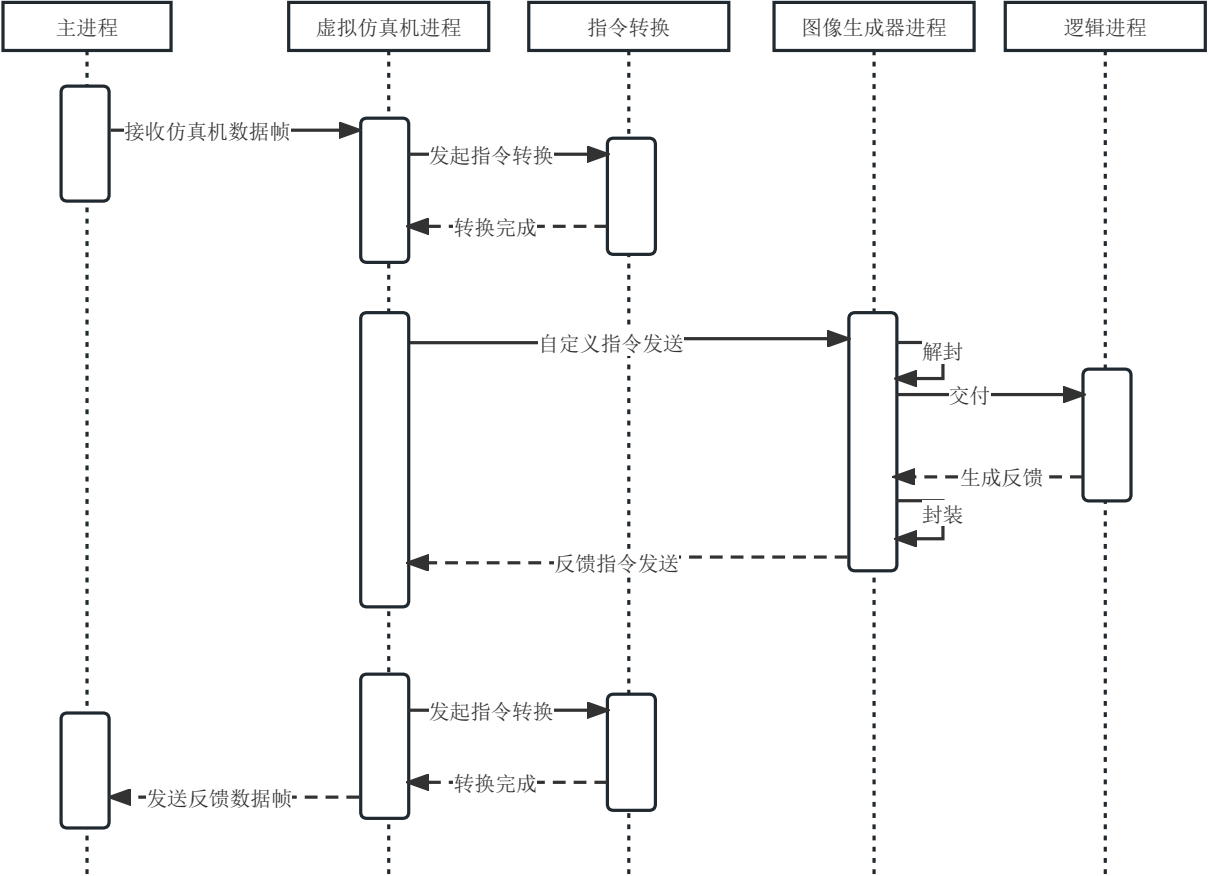 主进程
虚拟仿真机进程
指令转换
图像生成器进程
逻辑进程
接收仿真机数据帧
发起指令转换
转换完成
自定义指令发送
解封
交付
生成反馈
封装
反馈指令发送
发起指令转换
转换完成
发送反馈数据帧